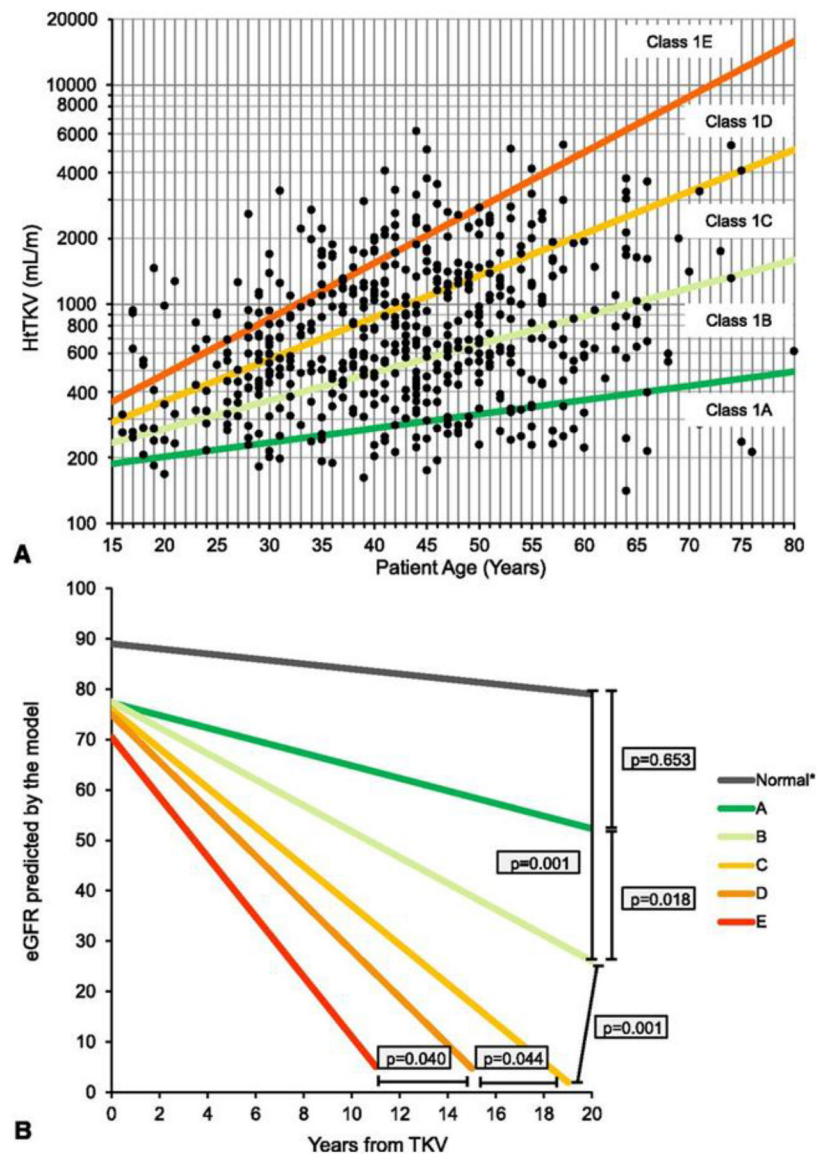 20000
10000
8000
6000
4000
2000
1000
800
600
400
200
100
HtTKV (mL/m)
Class 1E
Class 1D
Class 1C
Class 1B
Class 1A
15 20 25 30 35 40 45 50 55 60 65 70 75 80
Patient Age (Years)
A
100
90
80
70
60
50
40
30
20
10
0
eGFR predicted by the model
p=0.653
p=0.001
p=0.018
p=0.001
p=0.040
p=0.044
Normal*
A
B
C
D
E
0 2 4 6 8 10 12 14 16 18 20
Years from TKV
B